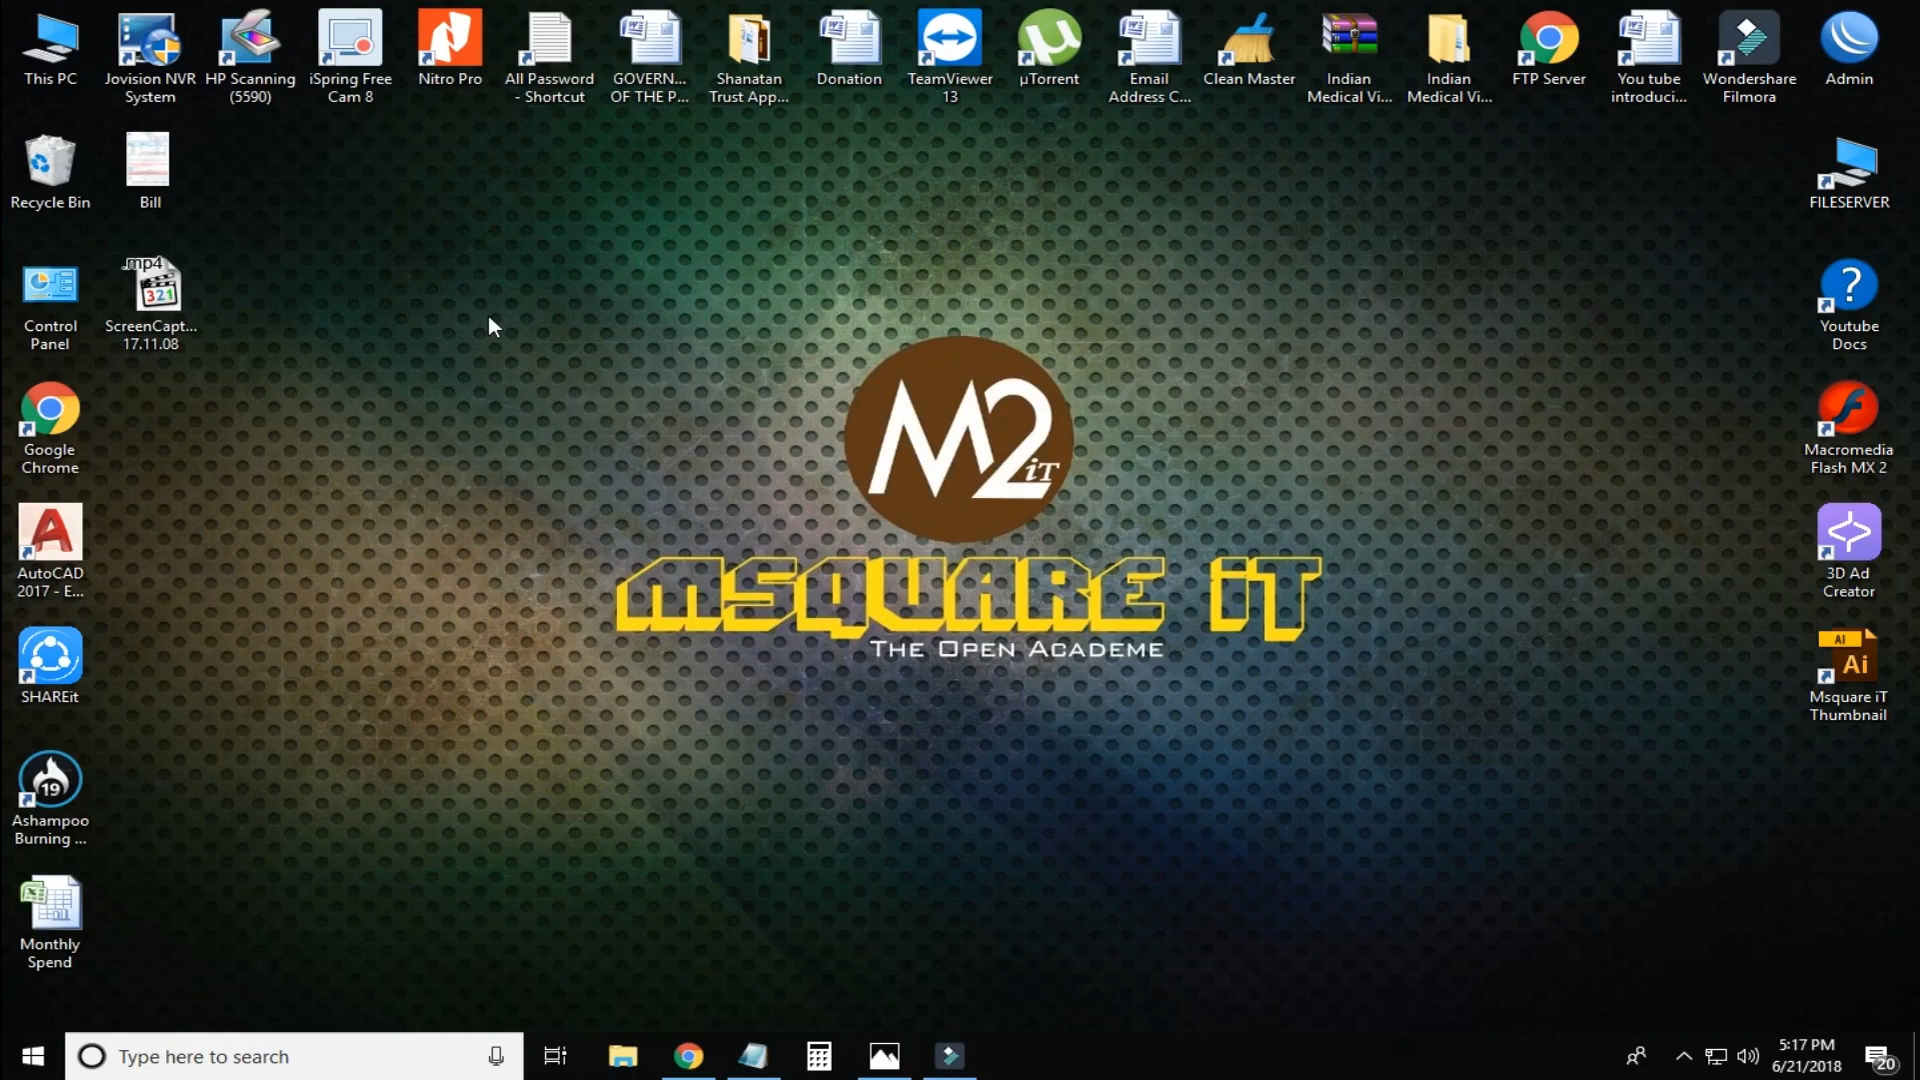 This PC
Jovision NVR
System
HP Scanning
(5590)
iSpring Free
Cam 8
Nitro Pro
All Password
- Shortcut
GOVERN...
OF THE P...
Shanatan
Trust App...
Donation
TeamViewer
13
µTorrent
Email
Address C...
Clean Master
Indian
Medical Vi...
Indian
Medical Vi...
FTP Server
You tube
introduci...
Wondershare
Filmora
Admin
Recycle Bin
Bill
FILESERVER
Control
Panel
.mp4
321
ScreenCapt...
17.11.08
?
Youtube
Docs
Google
Chrome
Macromedia
Flash MX 2
M2
iT
MSQUARE iT
The Open Academe
AutoCAD
2017 - E...
3D Ad
Creator
SHAREit
AI
Ai
Msquare iT
Thumbnail
19
Ashampoo
Burning ...
Monthly
Spend
Type here to search
5:17 PM
6/21/2018
20